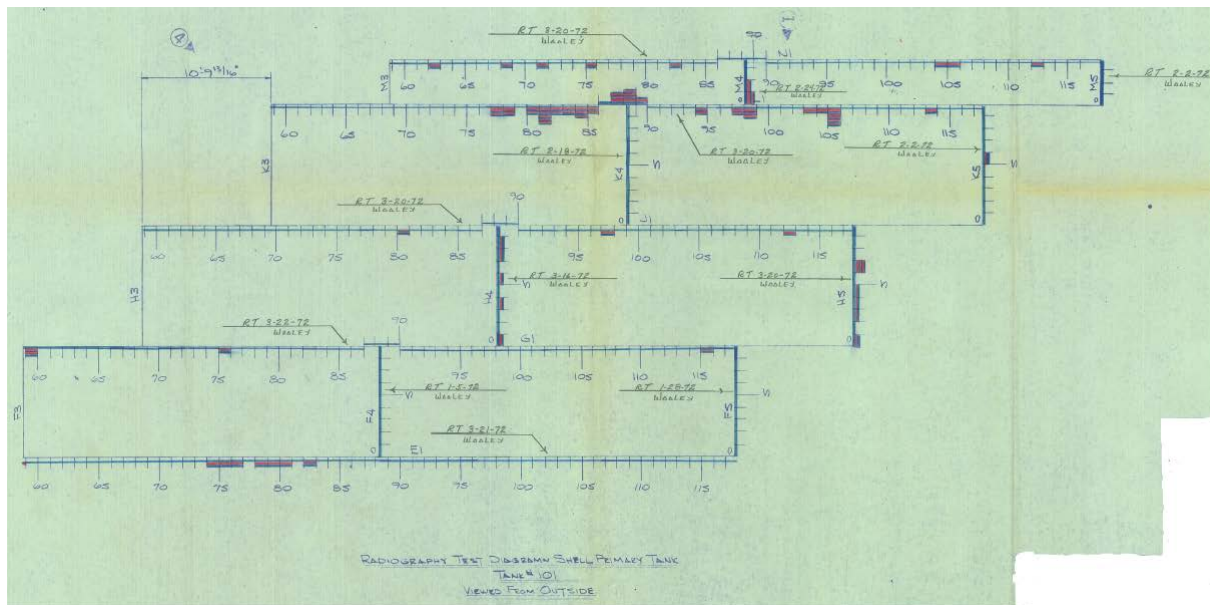 RT 3-20-72
WOOLEY
10'-9 13/16"
M3
60
65
70
75
80
85
M4
90
95
100
105
110
115
M5
RT 2-2-72
WOOLEY
RT 2-24-72
WOOLEY
K3
60
65
70
75
80
85
90
95
100
105
110
115
RT 2-18-72
WOOLEY
K4
5
RT 3-20-72
WOOLEY
RT 2-2-72
WOOLEY
K5
5
RT 3-20-72
WOOLEY
90
H3
60
65
70
75
80
85
95
100
105
110
115
H4
RT 3-16-72
WOOLEY
5
RT 3-20-72
WOOLEY
H5
5
RT 3-22-72
WOOLEY
90
G1
F3
60
65
70
75
80
85
95
100
105
110
115
F4
5
RT 1-5-72
WOOLEY
RT 1-28-72
WOOLEY
F5
5
E1
RT 3-21-72
WOOLEY
60
65
70
75
80
85
90
95
100
105
110
115
RADIOGRAPHY TEST DIAGRAMN SHELL PRIMARY TANK
TANK # 101
VIEWED FROM OUTSIDE